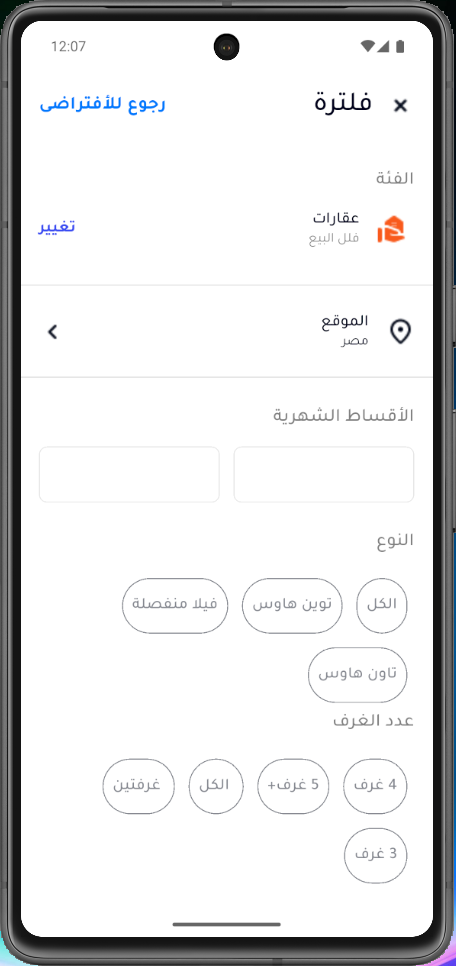 12:07
فلترة
رجوع للأفتراضى
الفئة
عقارات
فلل البيع
تغيير
الموقع
مصر
الأقساط الشهرية
النوع
الكل
توين هاوس
فيلا منفصلة
تاون هاوس
عدد الغرف
4 غرف
5 غرف+
الكل
غرفتين
3 غرف